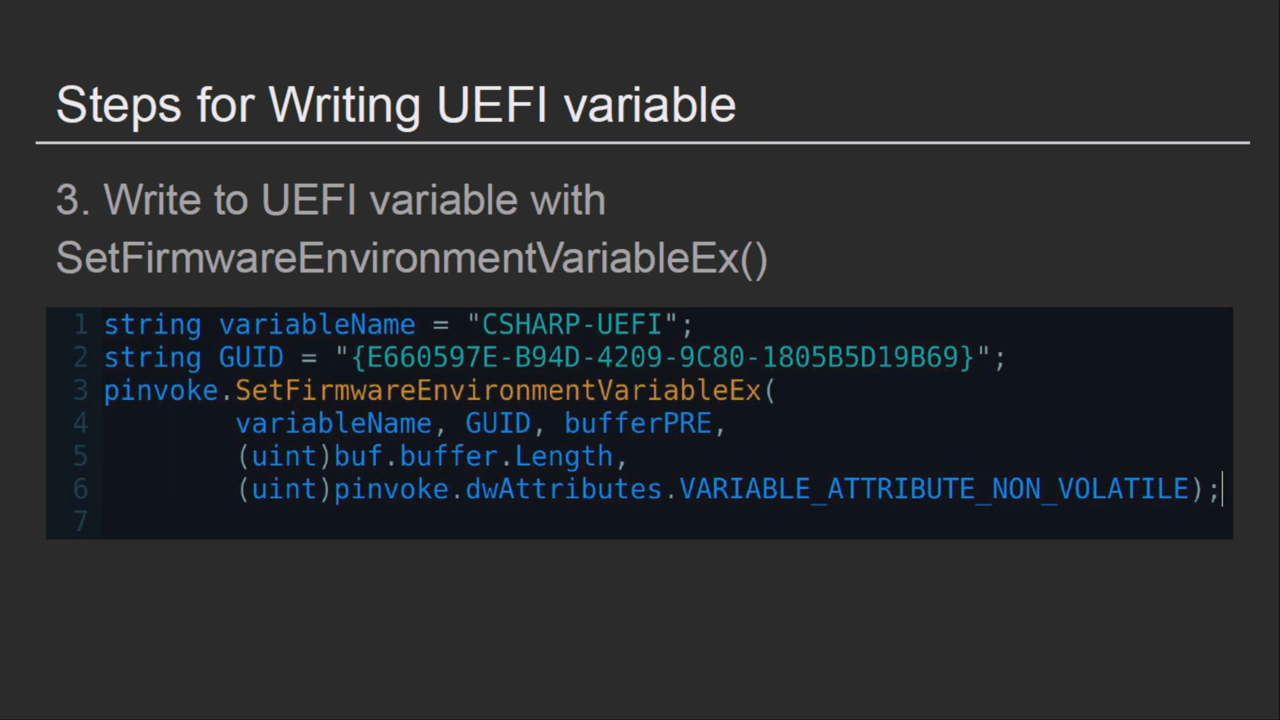 Steps for Writing UEFI variable
3. Write to UEFI variable with
SetFirmwareEnvironmentVariableEx()
1 string variableName = "CSHARP-UEFI";
2 string GUID = "{E660597E-B94D-4209-9C80-1805B5D19B69}";
3 pinvoke.SetFirmwareEnvironmentVariableEx(
4 variableName, GUID, bufferPRE,
5 (uint)buf.buffer.Length,
6 (uint)pinvoke.dwAttributes.VARIABLE_ATTRIBUTE_NON_VOLATILE);
7